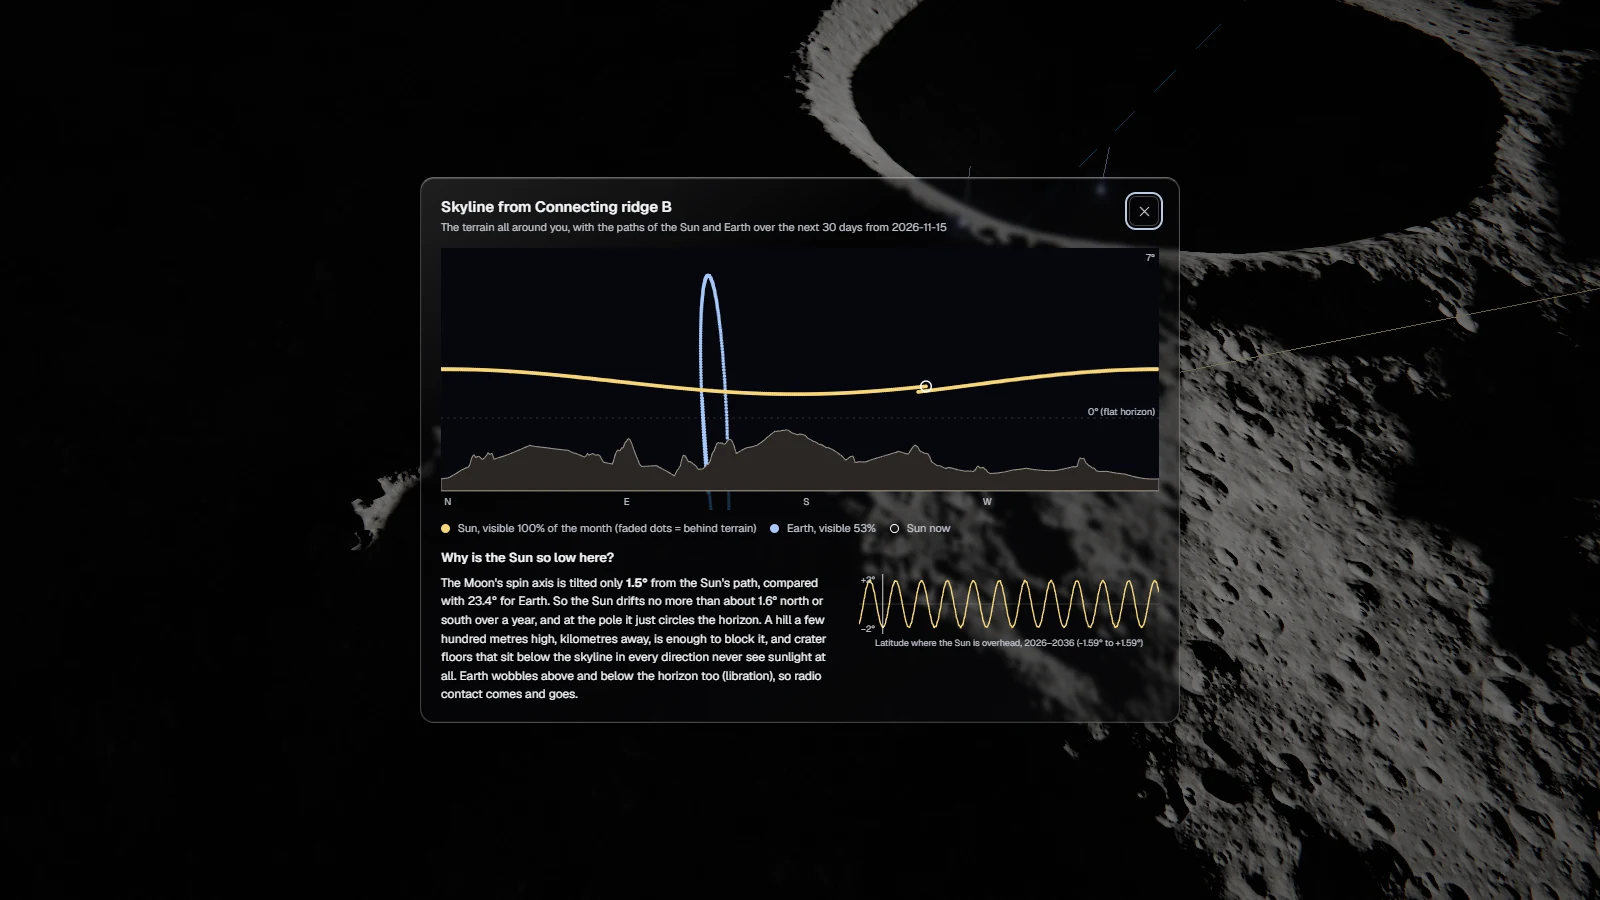 Skyline from Connecting ridge B
The terrain all around you, with the paths of the Sun and Earth over the next 30 days from 2026-11-15
7°
0° (flat horizon)
N E S W
Sun, visible 100% of the month (faded dots = behind terrain) Earth, visible 53% Sun now
Why is the Sun so low here?
The Moon's spin axis is tilted only 1.5° from the Sun's path, compared
with 23.4° for Earth. So the Sun drifts no more than about 1.6° north or
south over a year, and at the pole it just circles the horizon. A hill a few
hundred metres high, kilometres away, is enough to block it, and crater
floors that sit below the skyline in every direction never see sunlight at
all. Earth wobbles above and below the horizon too (libration), so radio
contact comes and goes.
+2°
−2°
Latitude where the Sun is overhead, 2026–2036 (-1.59° to +1.59°)